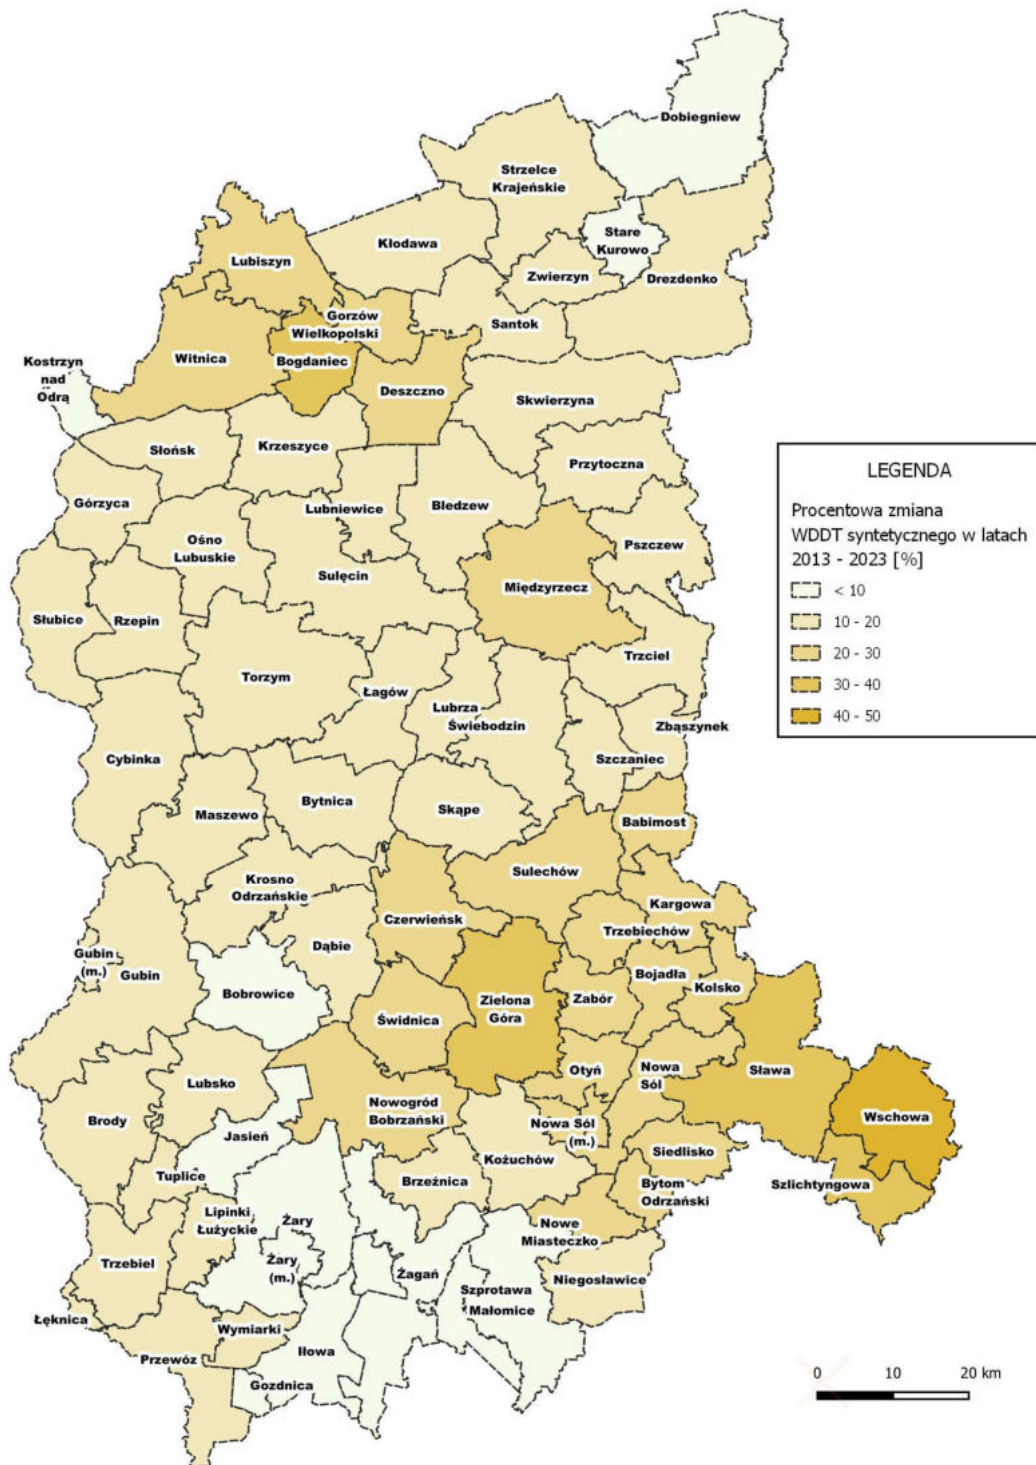 Dobiegniew
Strzelce
Krajeńskie
Stare
Kurowo
Kłodawa
Lubiszyn
Zwierzyn
Drezdenko
Gorzów
Wielkopolski
Santok
Witnica
Bogdaniec
Kostrzyn
nad
Odrą
Deszczno
Skwierzyna
Słońsk
Krzeszyce
Przytoczna
Górzyca
Lubniewice
Bledzew
Ośno
Lubuskie
Pszczew
Sulęcin
Międzyrzecz
Słubice
Rzepin
Trzciel
Torzym
Łagów
Lubrza
Świebodzin
Zbąszynek
Cybinka
Szczaniec
Maszewo
Bytnica
Skąpe
Babimost
Krosno
Odrzańskie
Sulechów
Kargowa
Czerwieńsk
Trzebiechów
Dąbie
Gubin
(m.)
Gubin
Bojadła
Kolsko
Bobrowice
Zielona
Góra
Zabór
Świdnica
Otyń
Nowa
Sól
Sława
Lubsko
Nowogród
Bobrzański
Wschowa
Brody
Jasień
Nowa Sól
(m.)
Kożuchów
Siedlisko
Tuplice
Brzeźnica
Bytom
Odrzański
Szlichtyngowa
Lipinki
Łużyckie
Żary
Nowe
Miasteczko
Trzebiel
Żary
(m.)
Żagań
Szprotawa
Małomice
Niegosławice
Łęknica
Wymiarki
Przewóz
Iłowa
Gozdnica
LEGENDA
Procentowa zmiana
WDDT syntetycznego w latach
2013 - 2023 [%]
< 10
10 - 20
20 - 30
30 - 40
40 - 50
0 10 20 km